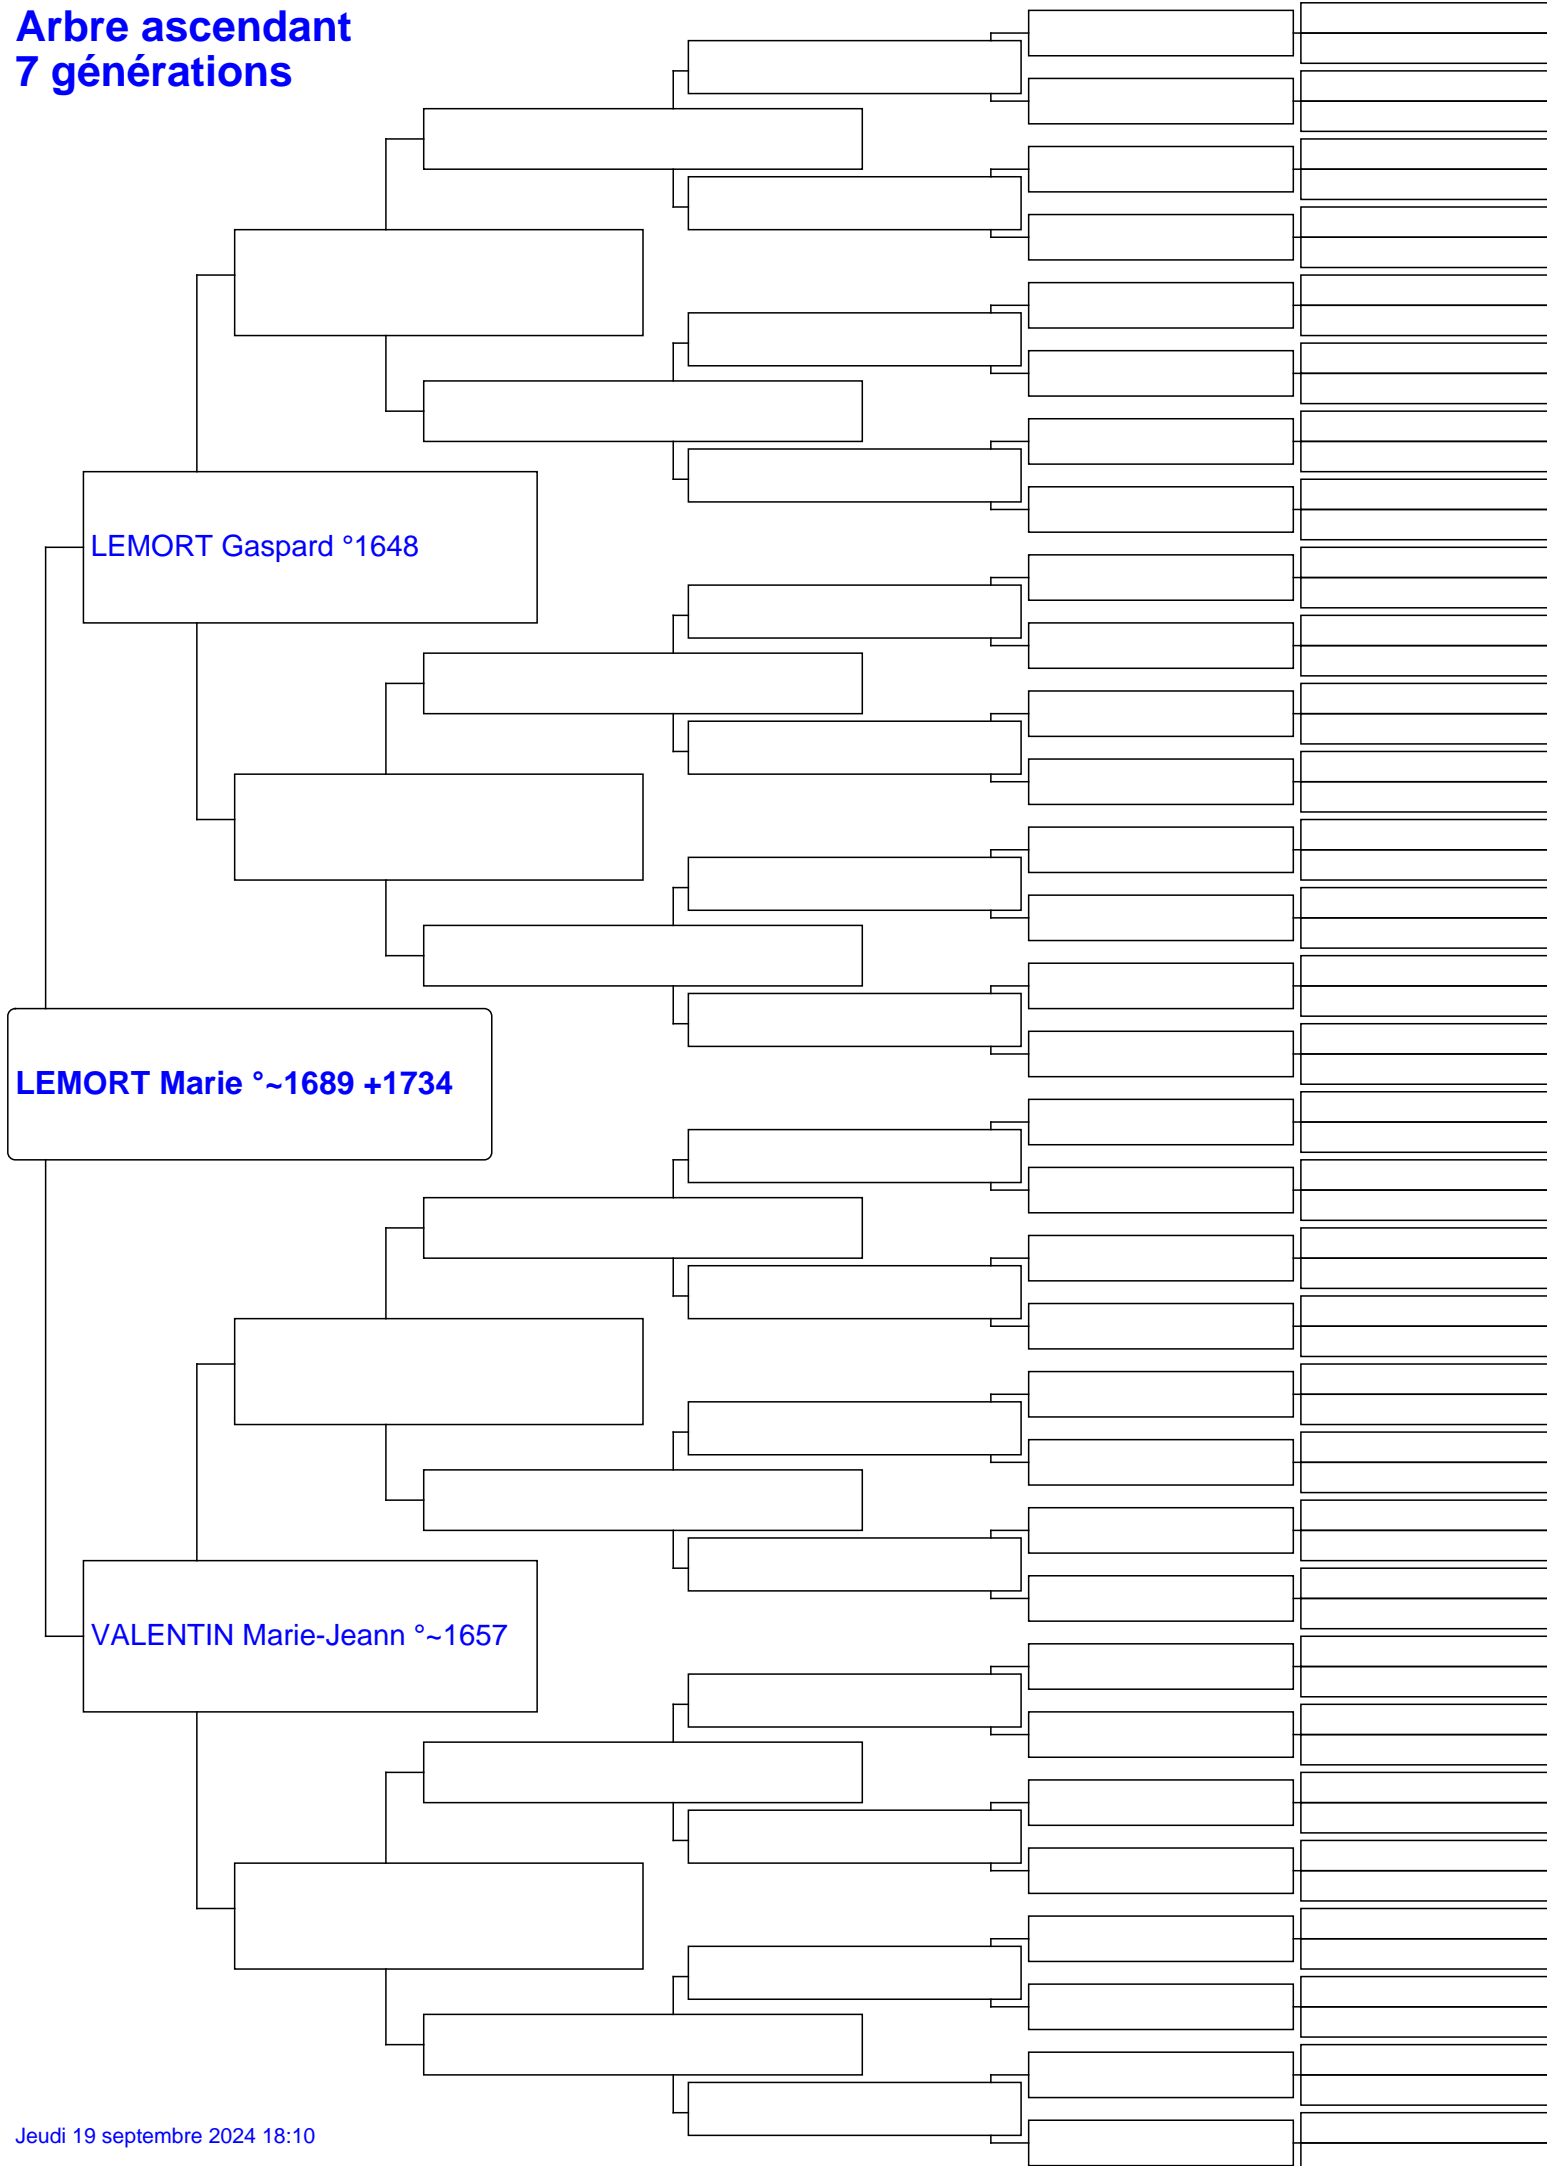 Arbre ascendant
7 générations
LEMORT Gaspard °1648
LEMORT Marie °~1689 +1734
VALENTIN Marie-Jeann °~1657
Jeudi 19 septembre 2024 18:10